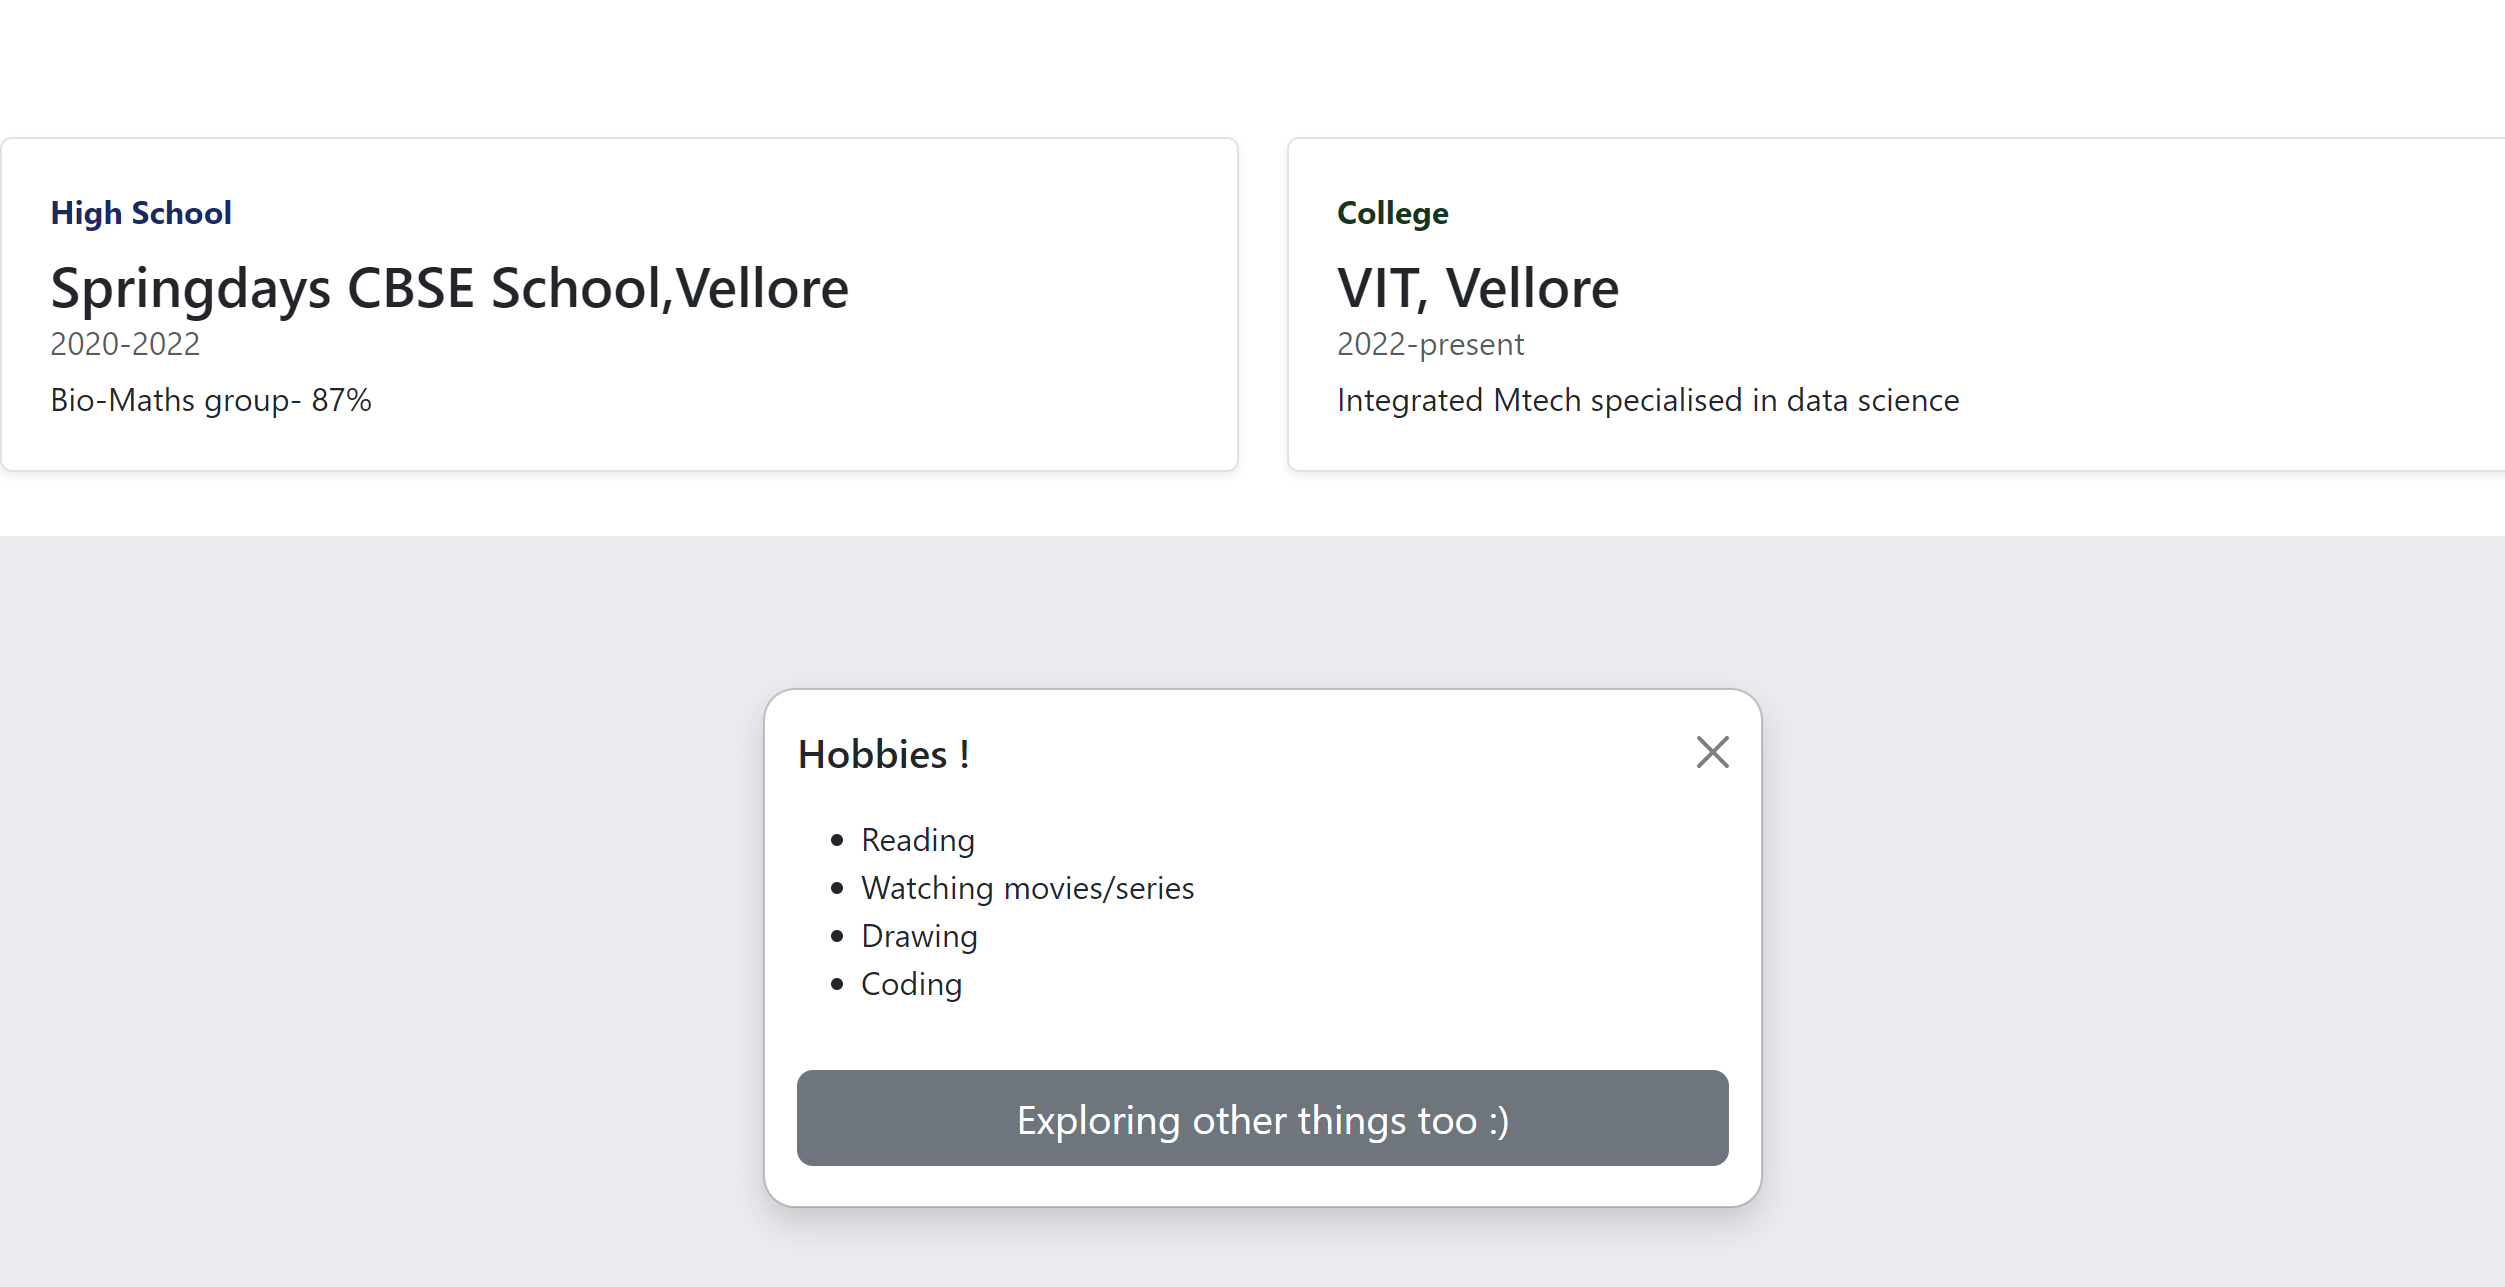 High School
Springdays CBSE School,Vellore
2020-2022
Bio-Maths group- 87%
College
VIT, Vellore
2022-present
Integrated Mtech specialised in data science
Hobbies !
Reading
Watching movies/series
Drawing
Coding
Exploring other things too :)